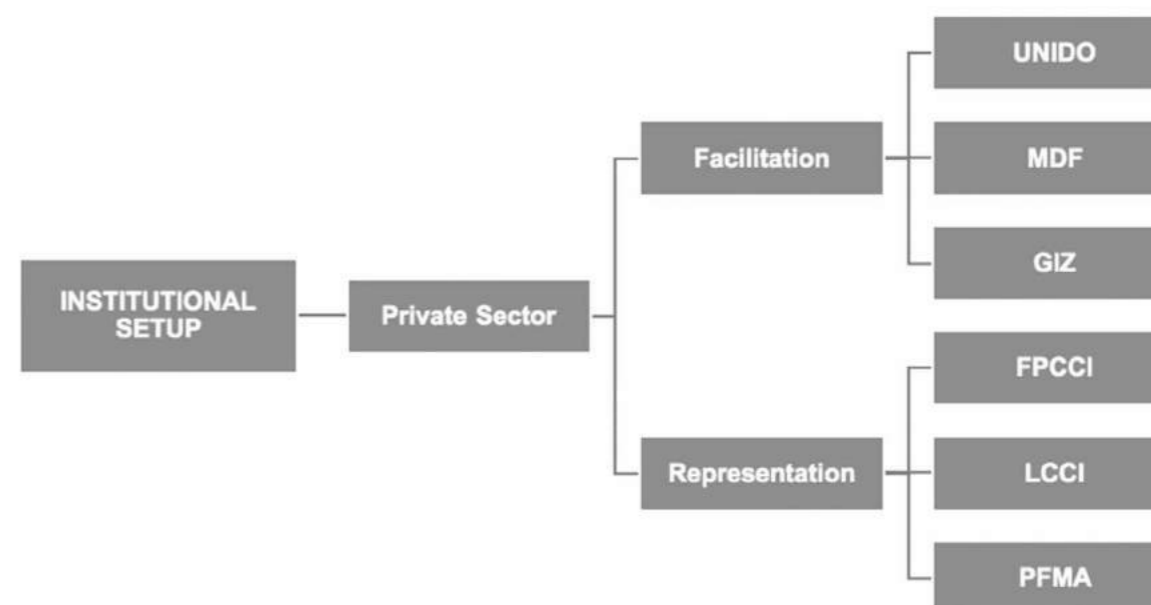 INSTITUTIONAL
SETUP
Private Sector
Facilitation
UNIDO
MDF
GIZ
Representation
FPCCI
LCCI
PFMA